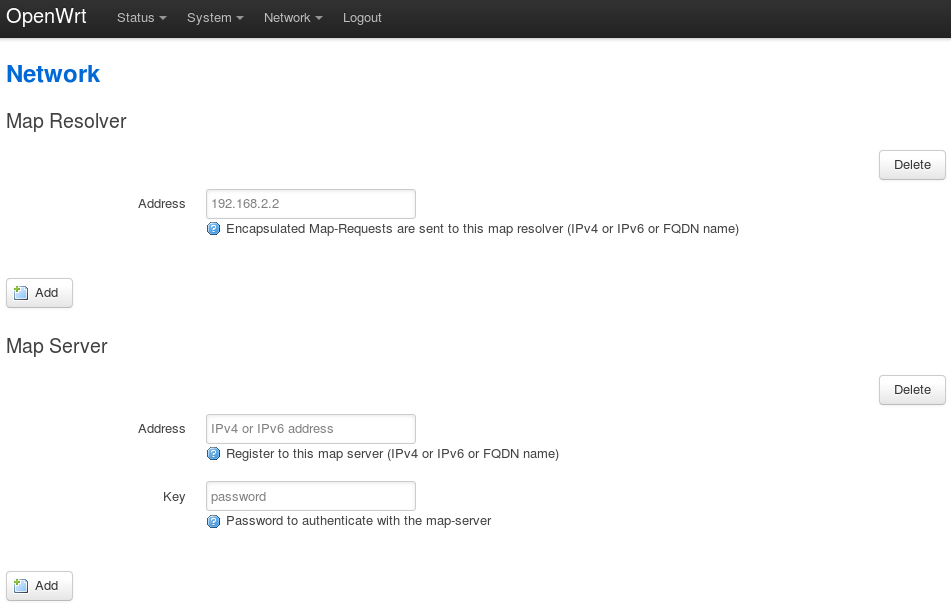 OpenWrt Status System Network Logout
Network
Map Resolver
Delete
Address 192.168.2.2
Encapsulated Map-Requests are sent to this map resolver (IPv4 or IPv6 or FQDN name)
Add
Map Server
Delete
Address IPv4 or IPv6 address
Register to this map server (IPv4 or IPv6 or FQDN name)
Key password
Password to authenticate with the map-server
Add